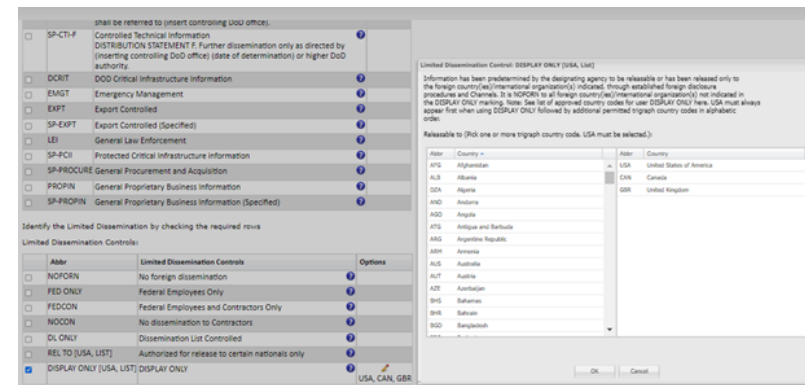 shall be referred to (insert controlling DoD office).
SP-CTI-F Controlled Technical Information
DISTRIBUTION STATEMENT F. Further dissemination only as directed by
(inserting controlling DoD office) (date of determination) or higher DoD
authority.
DCRIT DOD Critical Infrastructure Information
EMGT Emergency Management
EXPT Export Controlled
SP-EXPT Export Controlled (Specified)
LEI General Law Enforcement
SP-PCII Protected Critical Infrastructure information
SP-PROCURE General Procurement and Acquisition
PROPIN General Proprietary Business Information
SP-PROPIN General Proprietary Business Information (Specified)
Identify the Limited Dissemination by checking the required rows
Limited Dissemination Controls:
Abbr Limited Dissemination Controls Options
NOFORN No foreign dissemination
FED ONLY Federal Employees Only
FEDCON Federal Employees and Contractors Only
NOCON No dissemination to Contractors
DL ONLY Dissemination List Controlled
REL TO [USA, LIST] Authorized for release to certain nationals only
DISPLAY ONLY [USA, LIST] DISPLAY ONLY
USA, CAN, GBR
Limited Dissemination Control: DISPLAY ONLY [USA, List]
Information has been predetermined by the designating agency to be releasable or has been released only to
the foreign country(ies)/international organization(s) indicated, through established foreign disclosure
procedures and Channels. It is NOFORN to all foreign country(ies)/international organization(s) not indicated in
the DISPLAY ONLY marking. Note: See list of approved country codes for user DISPLAY ONLY here. USA must always
appear first when using DISPLAY ONLY followed by additional permitted trigraph country codes in alphabetic
order.
Releasable to (Pick one or more trigraph country code. USA must be selected.):
Abbr Country
AFG Afghanistan
ALB Albania
DZA Algeria
AND Andorra
AGO Angola
ATG Antigua and Barbuda
ARG Argentine Republic
ARM Armenia
AUS Australia
AUT Austria
AZE Azerbaijan
BHS Bahamas
BHR Bahrain
BGD Bangladesh
Abbr Country
USA United States of America
CAN Canada
GBR United Kingdom
OK Cancel